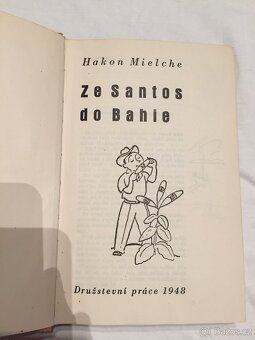 Hakon Mielche
Ze Santos
do Bahie
Družstevní práce 1948